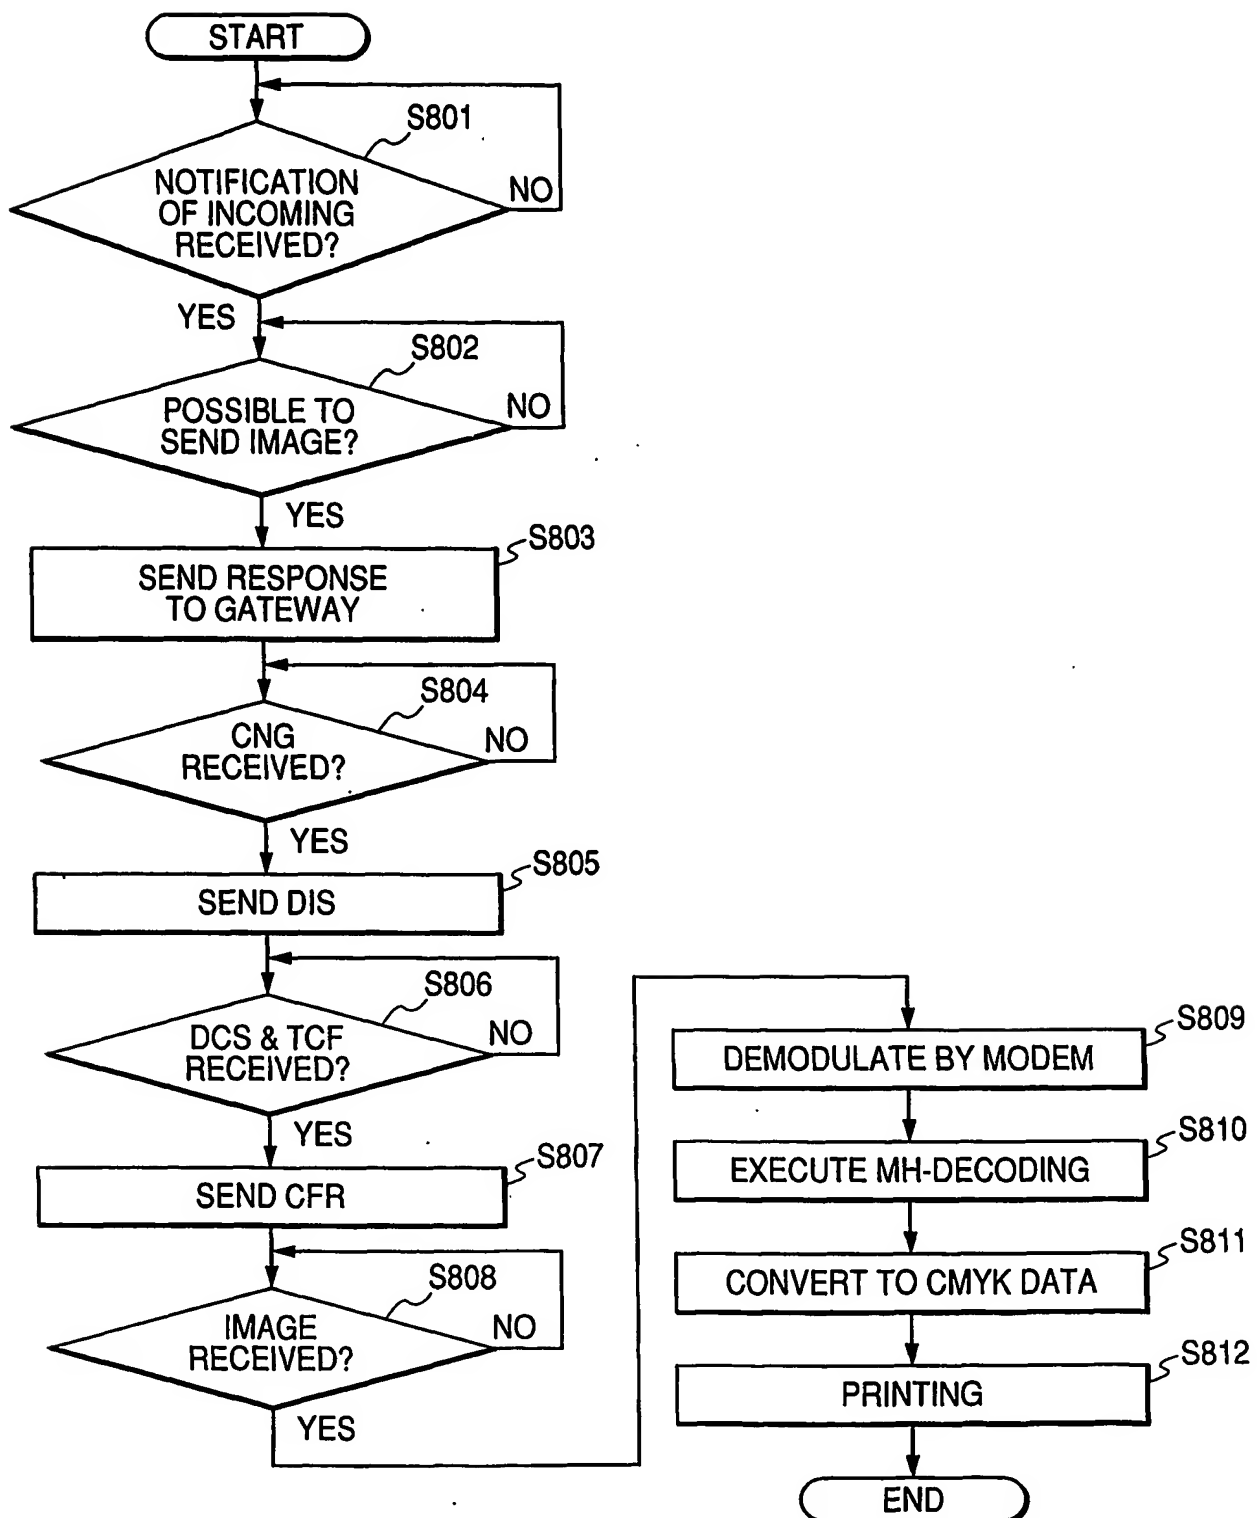 START
S801
NOTIFICATION
OF INCOMING
RECEIVED?
NO
YES
S802
POSSIBLE TO
SEND IMAGE?
NO
YES
S803
SEND RESPONSE
TO GATEWAY
S804
CNG
RECEIVED?
NO
YES
S805
SEND DIS
S806
DCS & TCF
RECEIVED?
NO
YES
S807
SEND CFR
S808
IMAGE
RECEIVED?
NO
YES
S809
DEMODULATE BY MODEM
S810
EXECUTE MH-DECODING
S811
CONVERT TO CMYK DATA
S812
PRINTING
END